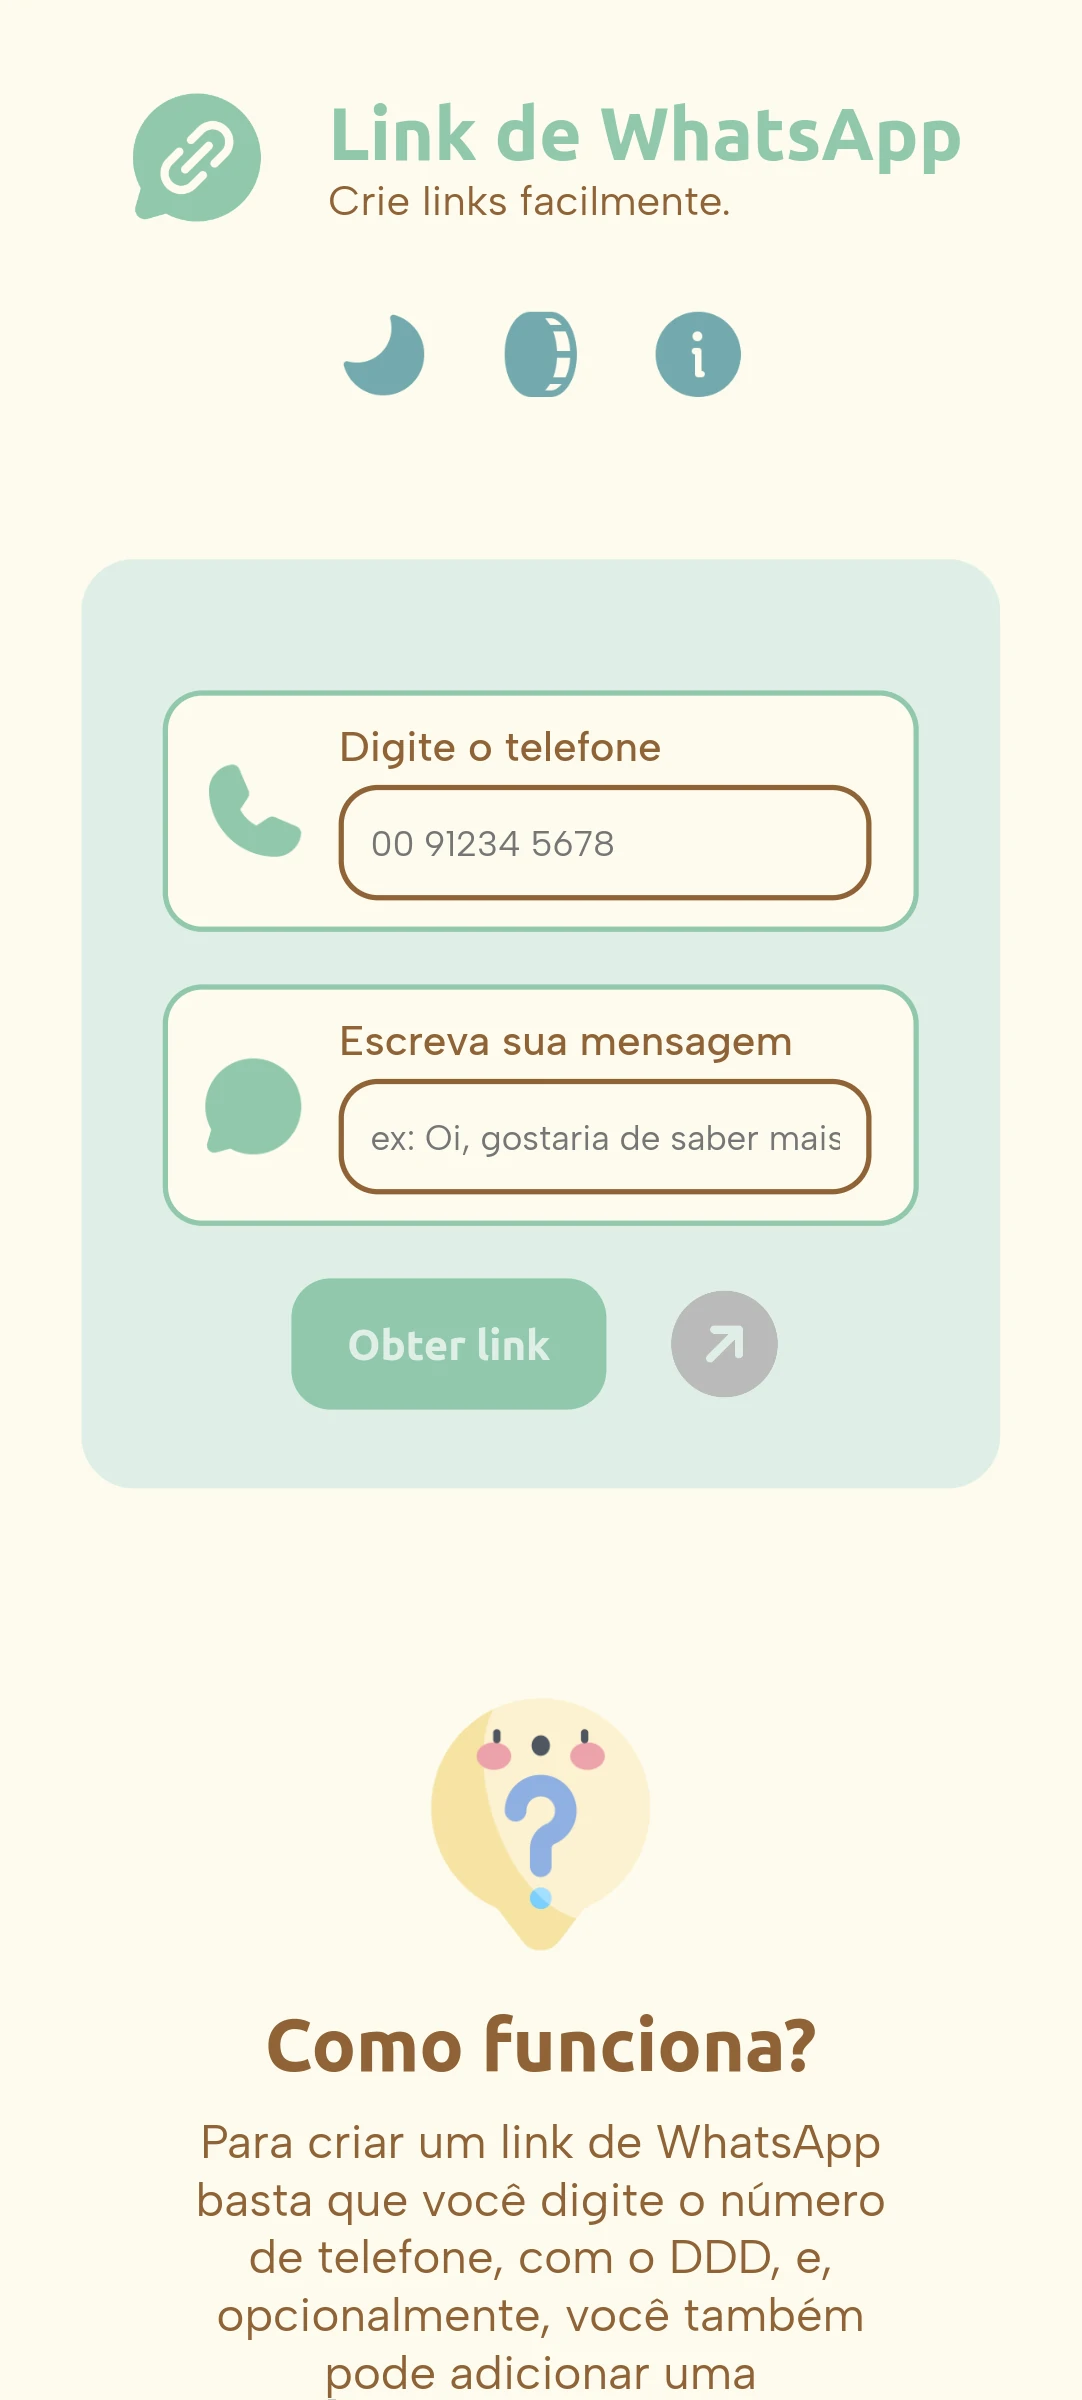 Link de WhatsApp
Crie links facilmente.
Digite o telefone
00 91234 5678
Escreva sua mensagem
ex: Oi, gostaria de saber mais
Obter link
Como funciona?
Para criar um link de WhatsApp
basta que você digite o número
de telefone, com o DDD, e,
opcionalmente, você também
pode adicionar uma